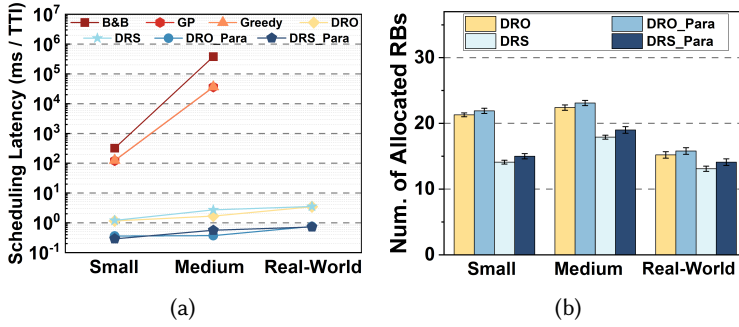 B&B GP Greedy DRO
DRS DRO_Para DRS_Para
Scheduling Latency (ms / TTI)
10^7
10^6
10^5
10^4
10^3
10^2
10^1
10^0
10^-1
Small Medium Real-World
(a)
DRO DRO_Para
DRS DRS_Para
Num. of Allocated RBs
30
20
10
0
Small Medium Real-World
(b)